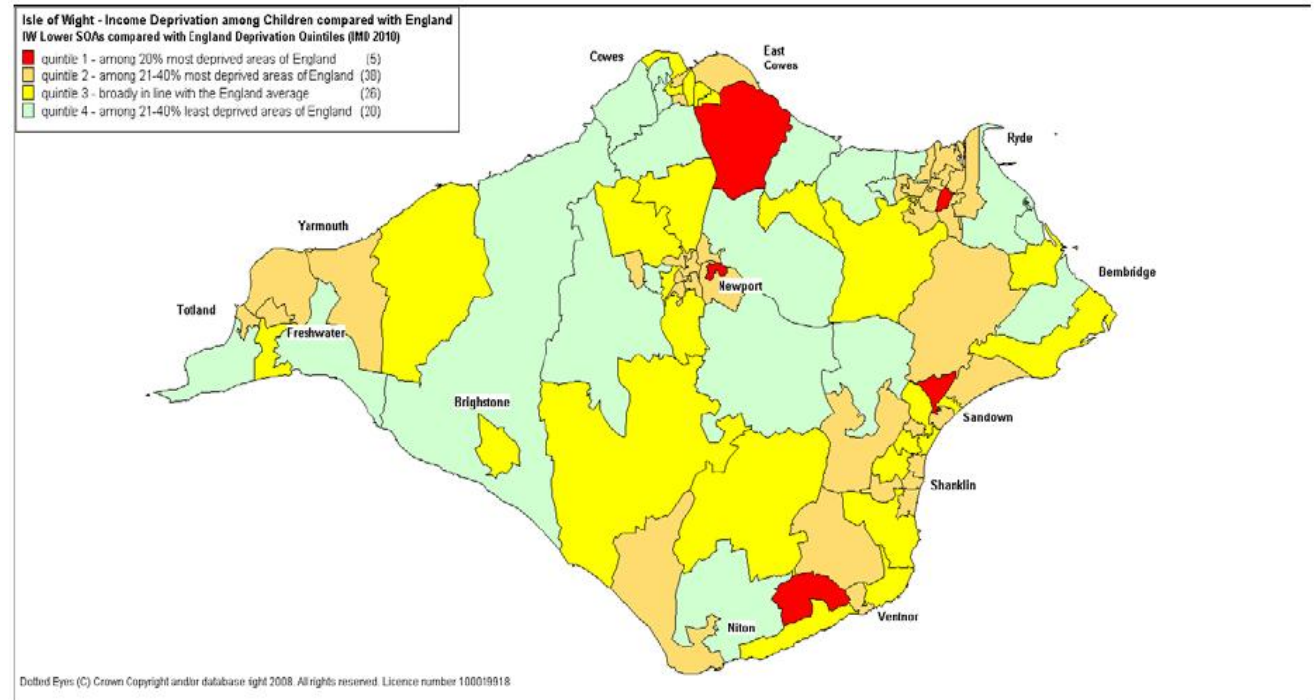 Isle of Wight - Income Deprivation among Children compared with England
IW Lower SOAs compared with England Deprivation Quintiles (IMD 2010)
quintile 1 - among 20% most deprived areas of England (5)
quintile 2 - among 21-40% most deprived areas of England (38)
quintile 3 - broadly in line with the England average (26)
quintile 4 - among 21-40% least deprived areas of England (20)
Cowes
East
Cowes
Ryde
Yarmouth
Bembridge
Newport
Totland
Freshwater
Brighstone
Sandown
Shanklin
Ventnor
Niton
Dotted Eyes (C) Crown Copyright and/or database right 2008. All rights reserved. Licence number 100019918